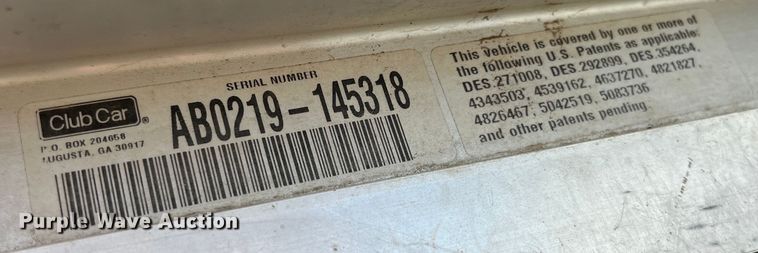 SERIAL NUMBER
Club Car®
AB0219-145318
P.O. BOX 204658
AUGUSTA, GA 30917
This vehicle is covered by one or more of
the following U.S. Patents as applicable:
DES.271008, DES 292899, DES.354264,
4343503, 4539162, 4637270, 4821827,
4826467, 5042519, 5083736
and other patents pending
Purple Wave Auction